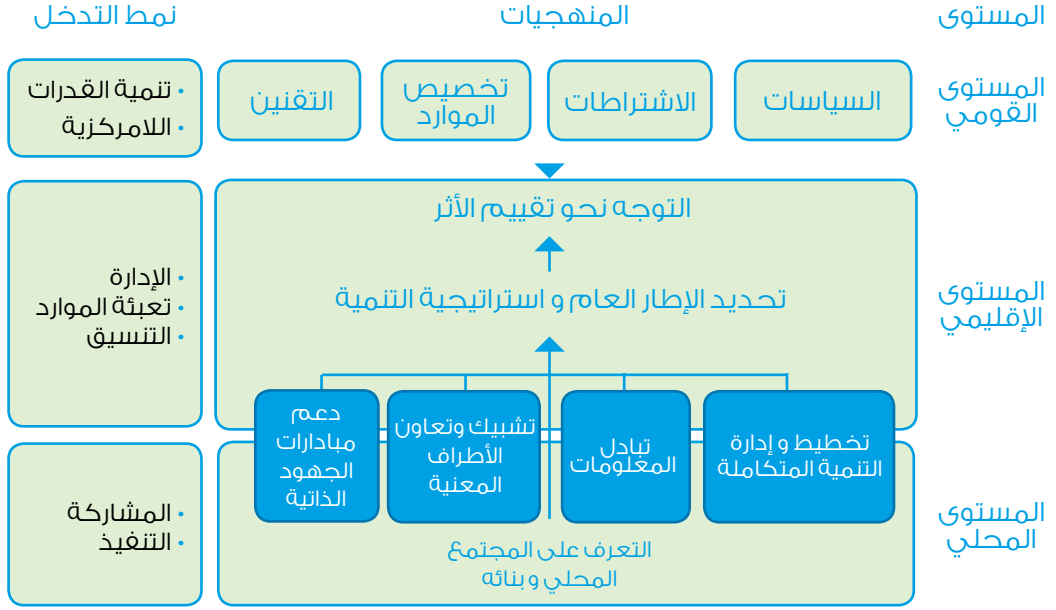 المستوى
المنهجيات
نمط التدخل
المستوى
القومي
السياسات
الاشتراطات
تخصيص
الموارد
التقنين
• تنمية القدرات
• اللامركزية
المستوى
الإقليمي
التوجه نحو تقييم الأثر
تحديد الإطار العام و استراتيجية التنمية
• الإدارة
• تعبئة الموارد
• التنسيق
تخطيط و إدارة
التنمية المتكاملة
تبادل
المعلومات
تشبيك وتعاون
الأطراف
المعنية
دعم
مبادارات
الجهود
الذاتية
المستوى
المحلي
التعرف على المجتمع
المحلي و بنائه
• المشاركة
• التنفيذ